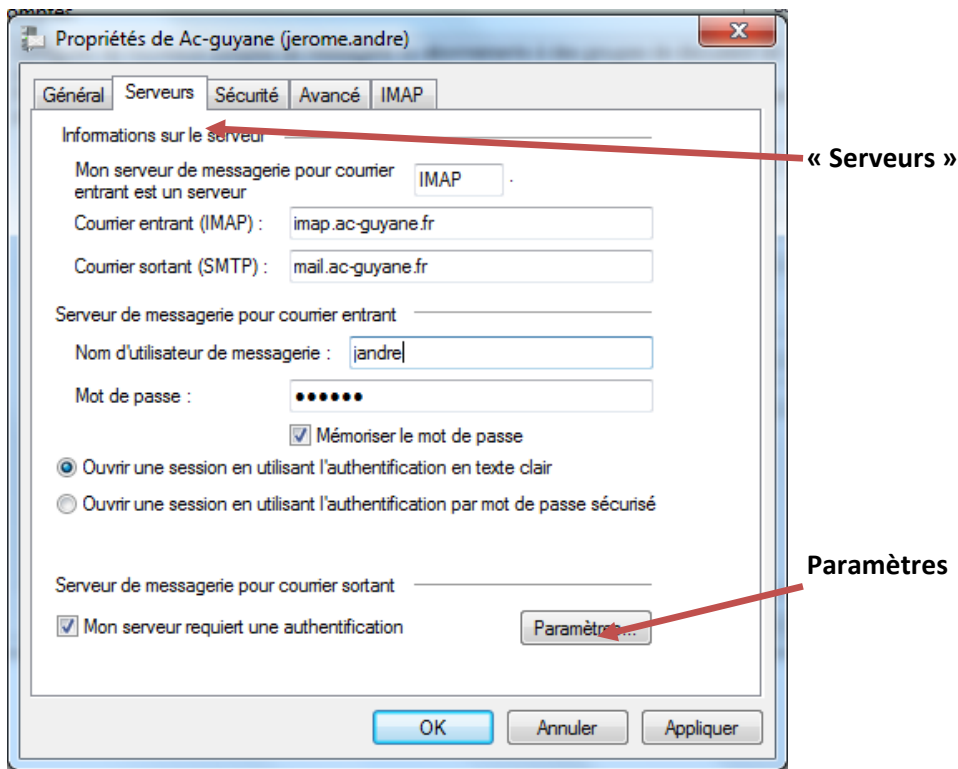 omptes
Propriétés de Ac-guyane (jerome.andre)
Général Serveurs Sécurité Avancé IMAP
Informations sur le serveur
« Serveurs »
Mon serveur de messagerie pour courrier
entrant est un serveur
IMAP
Courrier entrant (IMAP) : imap.ac-guyane.fr
Courrier sortant (SMTP) : mail.ac-guyane.fr
Serveur de messagerie pour courrier entrant
Nom d'utilisateur de messagerie : jandre
Mot de passe : ●●●●●●
Mémoriser le mot de passe
Ouvrir une session en utilisant l'authentification en texte clair
Ouvrir une session en utilisant l'authentification par mot de passe sécurisé
Paramètres
Serveur de messagerie pour courrier sortant
Mon serveur requiert une authentification Paramètres...
OK Annuler Appliquer